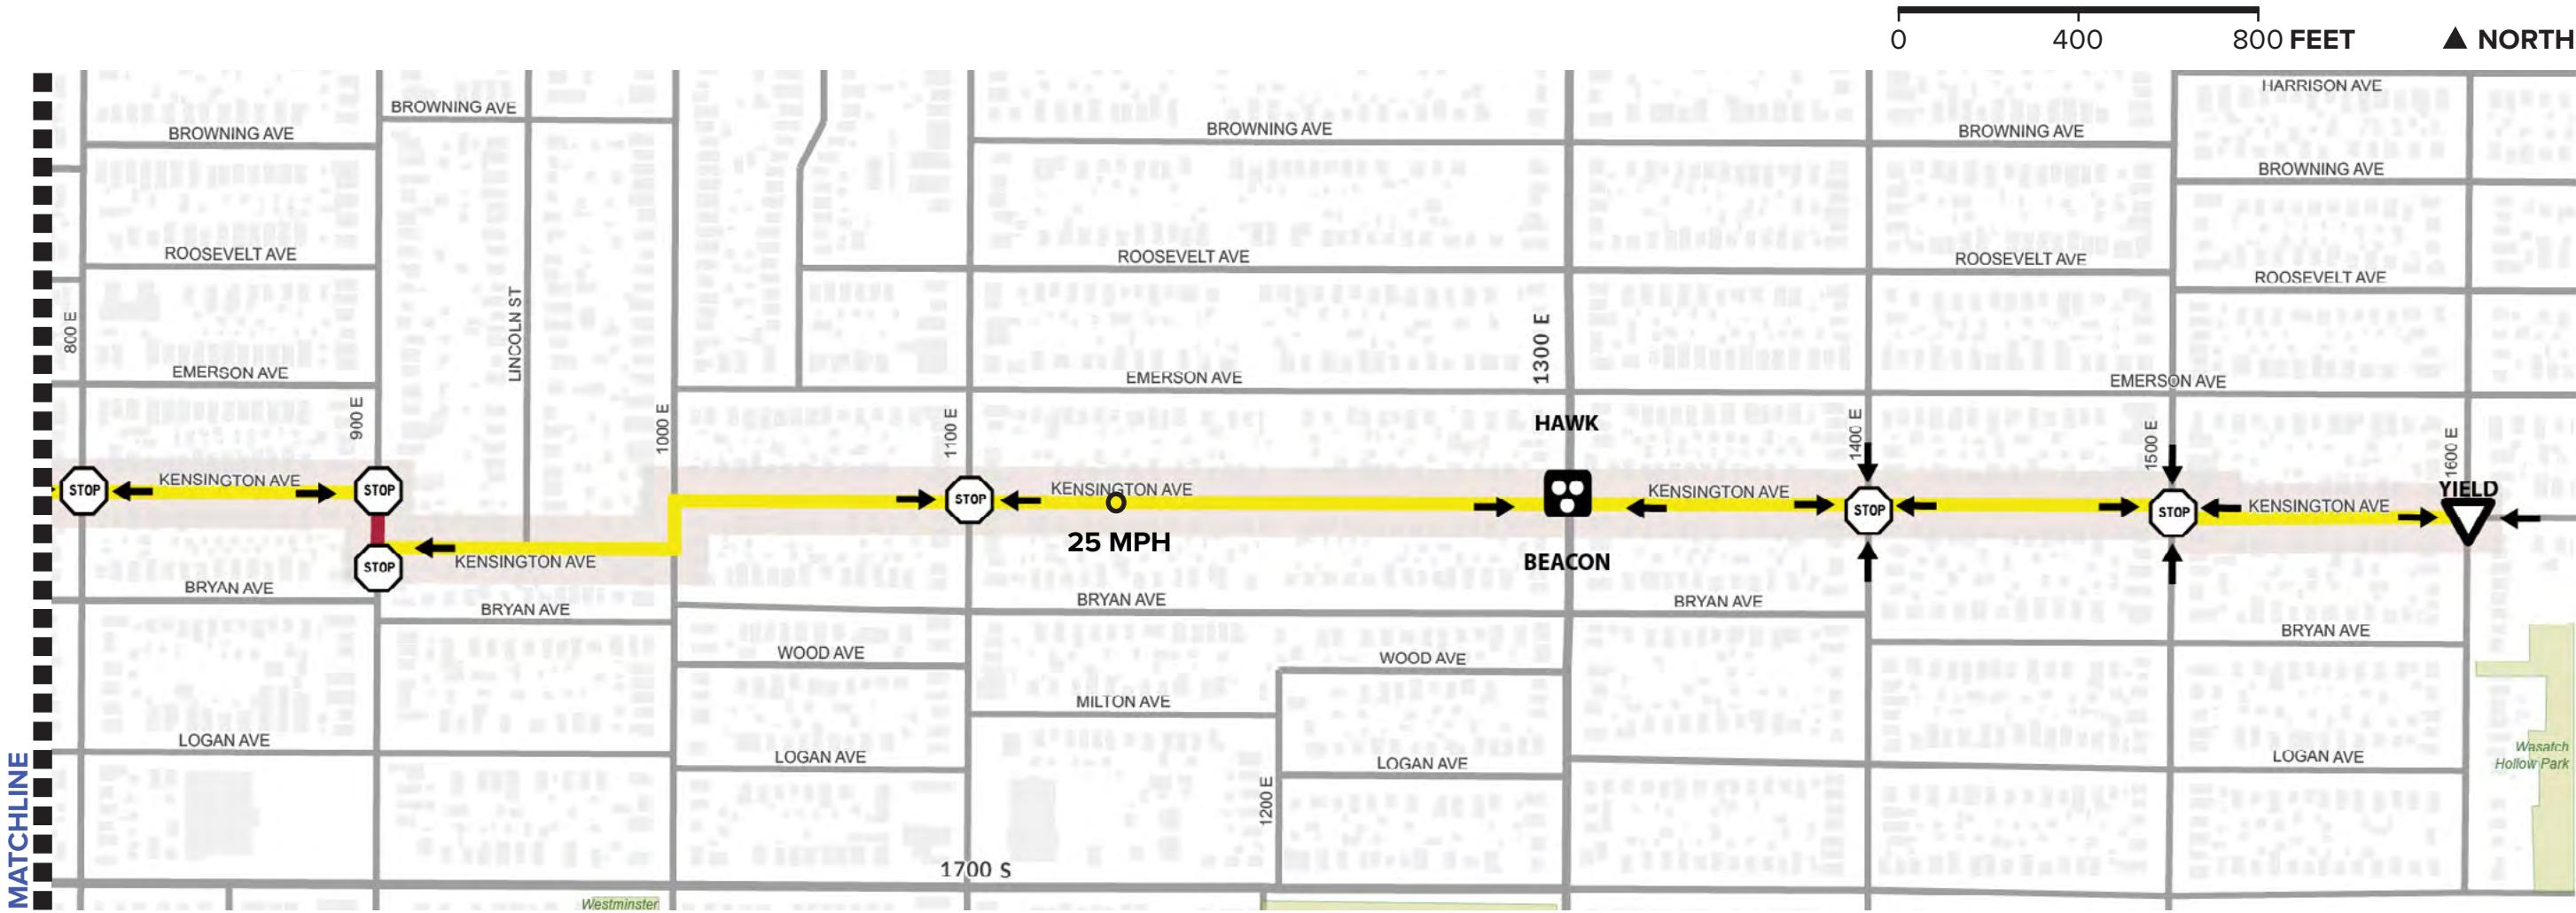 0 400 800 FEET ▲ NORTH
HARRISON AVE
BROWNING AVE
BROWNING AVE
BROWNING AVE
BROWNING AVE
BROWNING AVE
ROOSEVELT AVE
ROOSEVELT AVE
ROOSEVELT AVE
ROOSEVELT AVE
800 E
LINCOLN ST
1300 E
EMERSON AVE
EMERSON AVE
EMERSON AVE
900 E
1000 E
1100 E
1400 E
1500 E
1600 E
HAWK
BEACON
STOP
KENSINGTON AVE
STOP
STOP
KENSINGTON AVE
STOP
KENSINGTON AVE
25 MPH
KENSINGTON AVE
STOP
STOP
KENSINGTON AVE
YIELD
BRYAN AVE
BRYAN AVE
BRYAN AVE
BRYAN AVE
BRYAN AVE
WOOD AVE
WOOD AVE
MILTON AVE
LOGAN AVE
LOGAN AVE
LOGAN AVE
LOGAN AVE
1200 E
Wasatch
Hollow Park
MATCHLINE
1700 S
Westminster